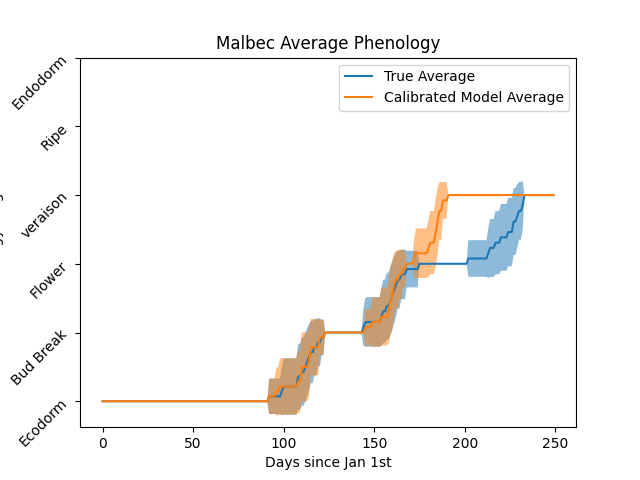 Malbec Average Phenology
True Average
Calibrated Model Average
Endodorm
Ripe
veraison
Flower
Bud Break
Ecodorm
0 50 100 150 200 250
Days since Jan 1st